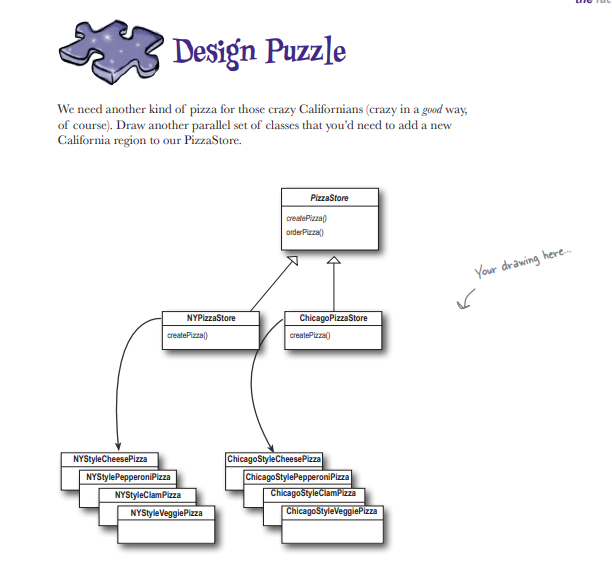 the
Design Puzzle
We need another kind of pizza for those crazy Californians (crazy in a good way,
of course). Draw another parallel set of classes that you'd need to add a new
California region to our PizzaStore.
PizzaStore
createPizza()
orderPizza()
Your drawing here...
NYPizzaStore
createPizza()
ChicagoPizzaStore
createPizza()
NYStyleCheesePizza
NYStylePepperoniPizza
NYStyleClamPizza
NYStyleVeggiePizza
ChicagoStyleCheesePizza
ChicagoStylePepperoniPizza
ChicagoStyleClamPizza
ChicagoStyleVeggiePizza